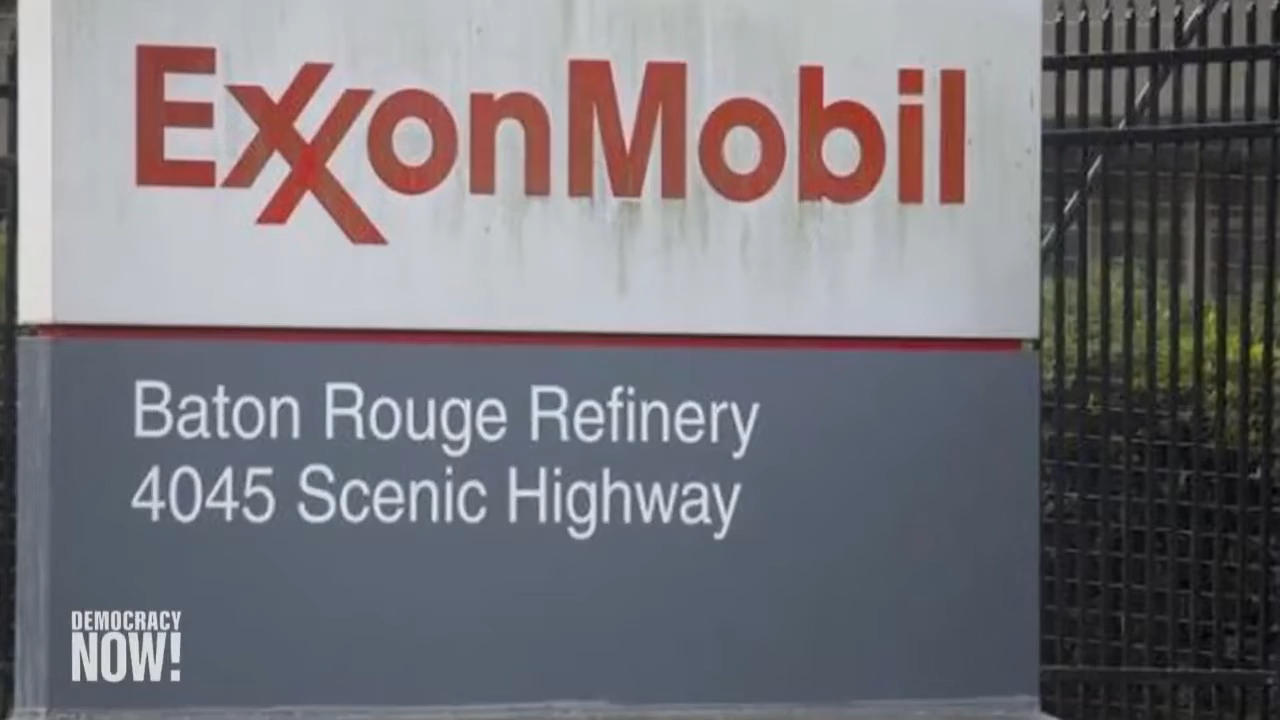 ExxonMobil
Baton Rouge Refinery
4045 Scenic Highway
DEMOCRACY
NOW!